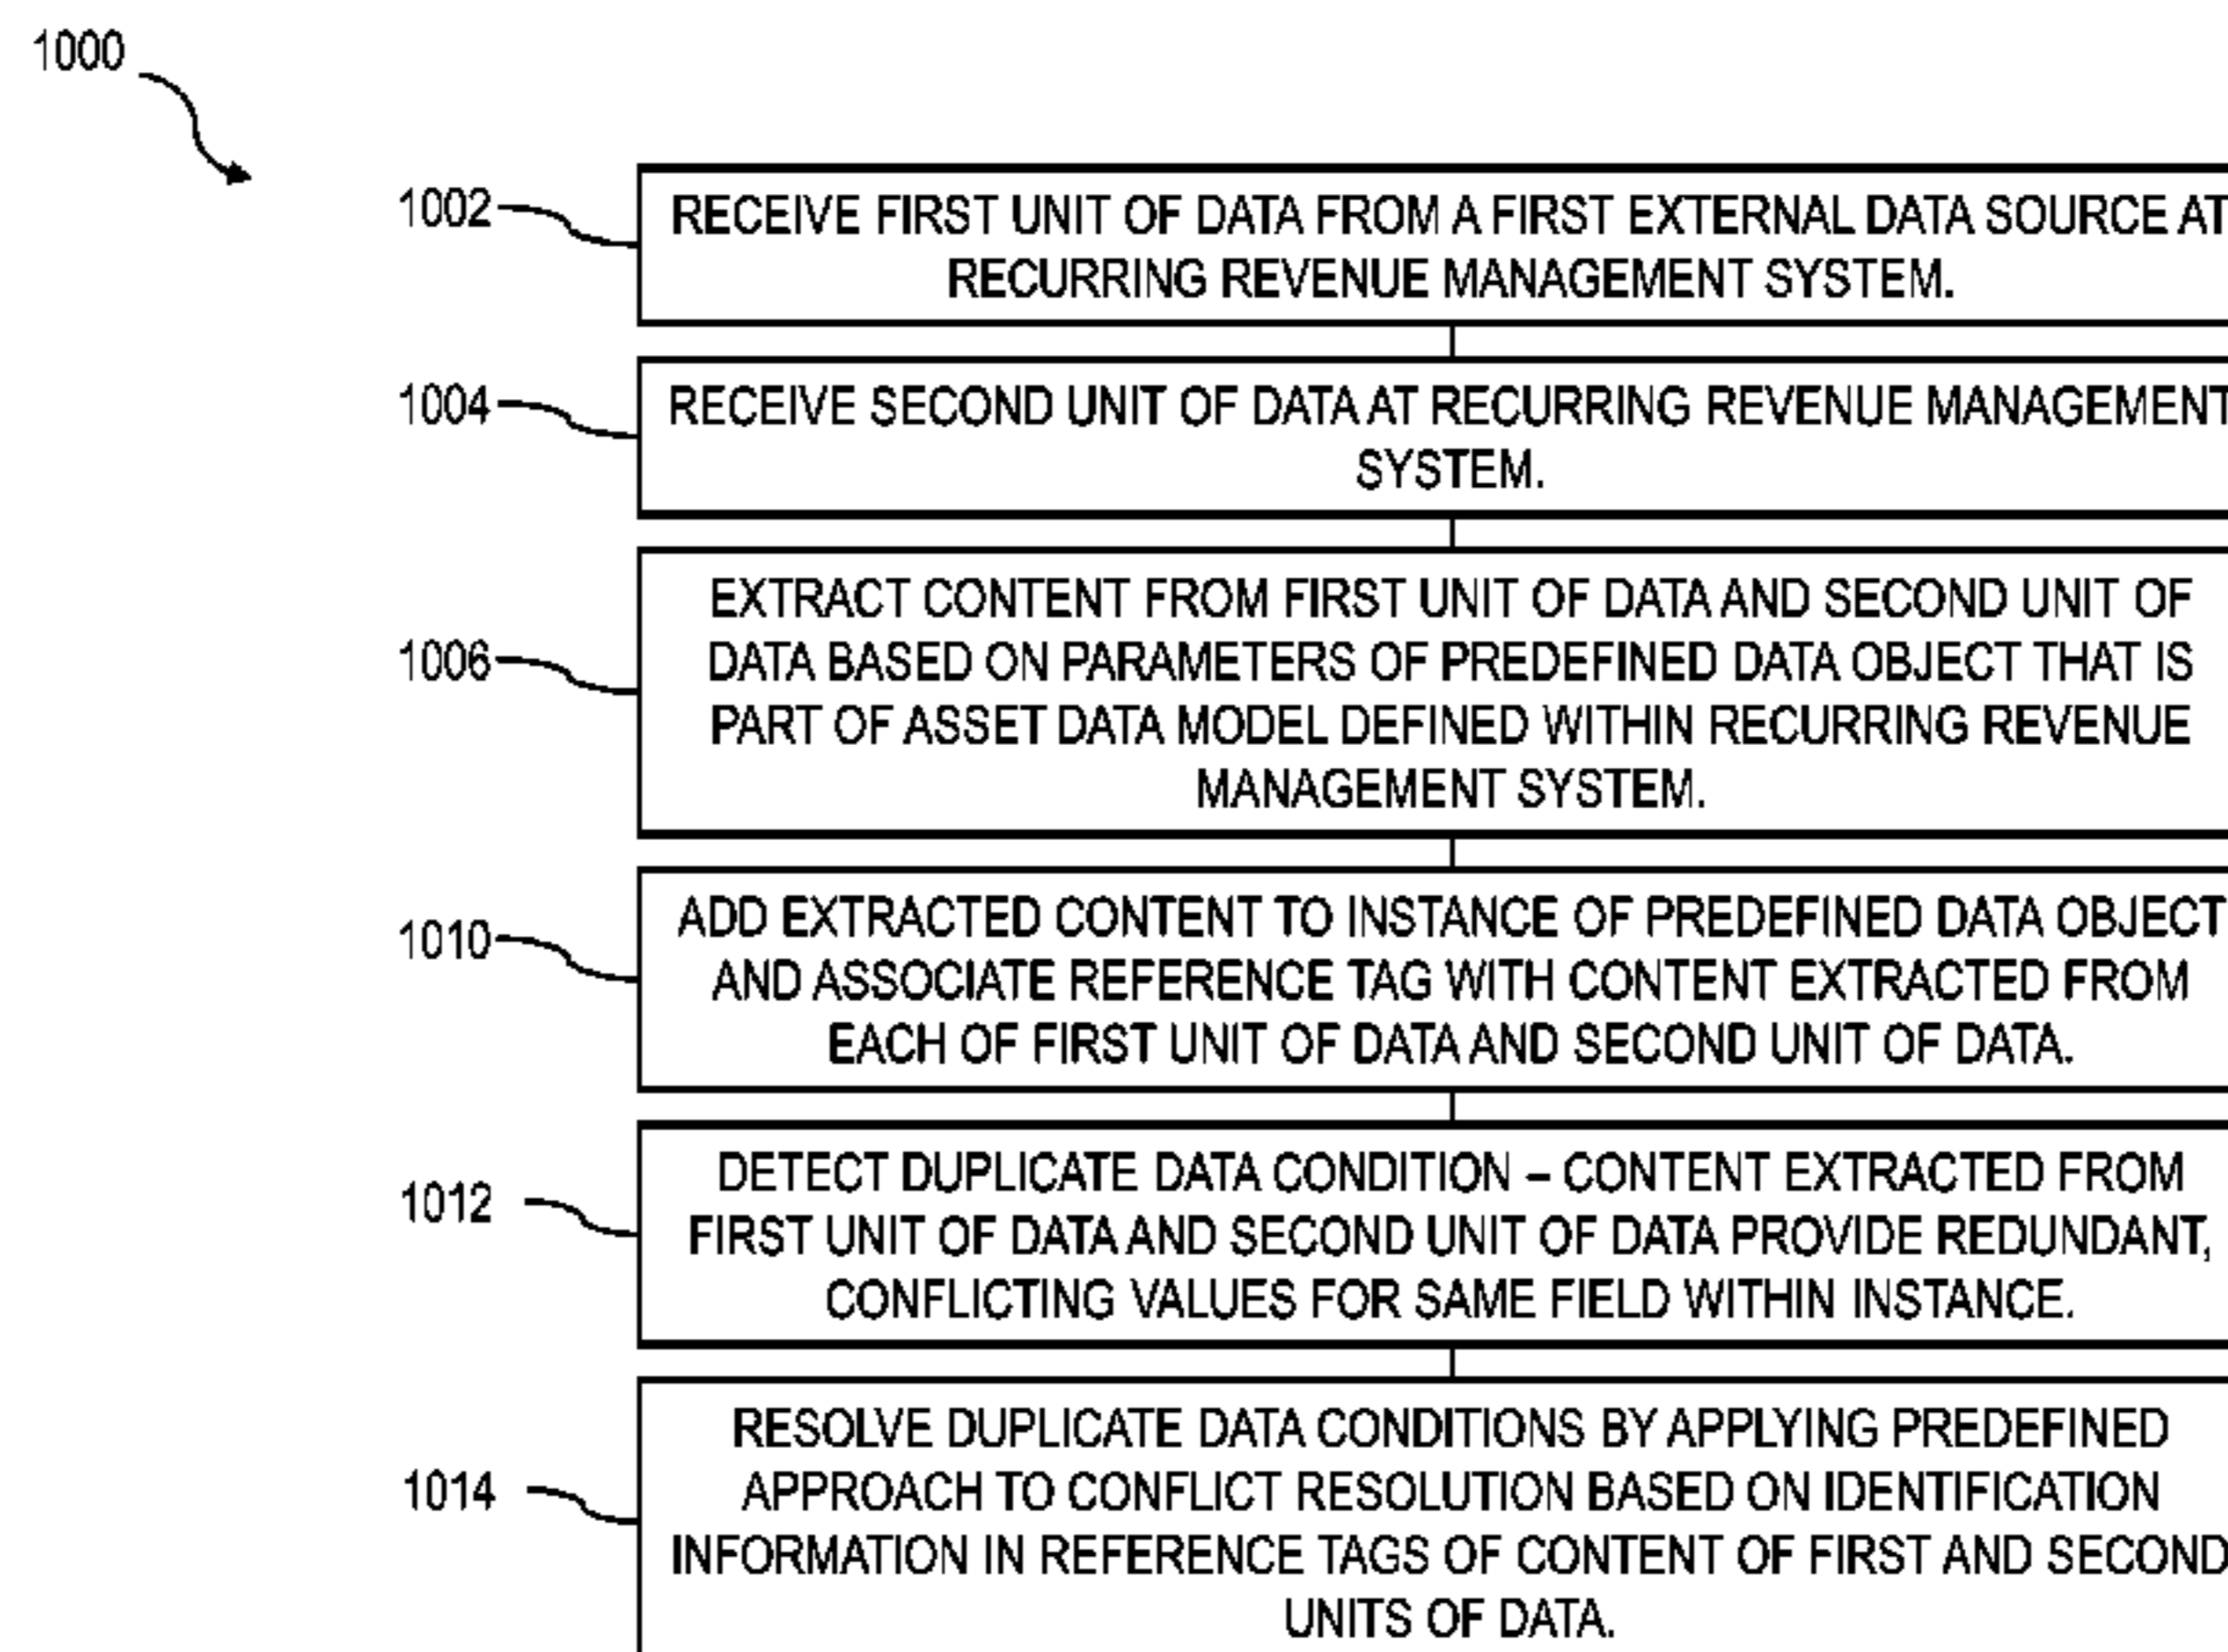 1000
1002
RECEIVE FIRST UNIT OF DATA FROM A FIRST EXTERNAL DATA SOURCE AT
RECURRING REVENUE MANAGEMENT SYSTEM.
1004
RECEIVE SECOND UNIT OF DATA AT RECURRING REVENUE MANAGEMENT
SYSTEM.
1006
EXTRACT CONTENT FROM FIRST UNIT OF DATA AND SECOND UNIT OF
DATA BASED ON PARAMETERS OF PREDEFINED DATA OBJECT THAT IS
PART OF ASSET DATA MODEL DEFINED WITHIN RECURRING REVENUE
MANAGEMENT SYSTEM.
1010
ADD EXTRACTED CONTENT TO INSTANCE OF PREDEFINED DATA OBJECT
AND ASSOCIATE REFERENCE TAG WITH CONTENT EXTRACTED FROM
EACH OF FIRST UNIT OF DATA AND SECOND UNIT OF DATA.
1012
DETECT DUPLICATE DATA CONDITION – CONTENT EXTRACTED FROM
FIRST UNIT OF DATA AND SECOND UNIT OF DATA PROVIDE REDUNDANT,
CONFLICTING VALUES FOR SAME FIELD WITHIN INSTANCE.
1014
RESOLVE DUPLICATE DATA CONDITIONS BY APPLYING PREDEFINED
APPROACH TO CONFLICT RESOLUTION BASED ON IDENTIFICATION
INFORMATION IN REFERENCE TAGS OF CONTENT OF FIRST AND SECOND
UNITS OF DATA.